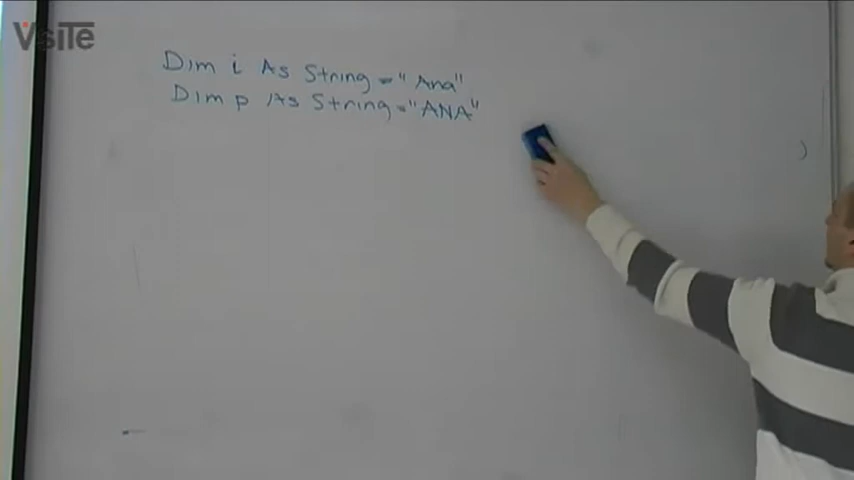 VsiTe
Dim i As String = "Ana"
Dim p As String = "ANA"